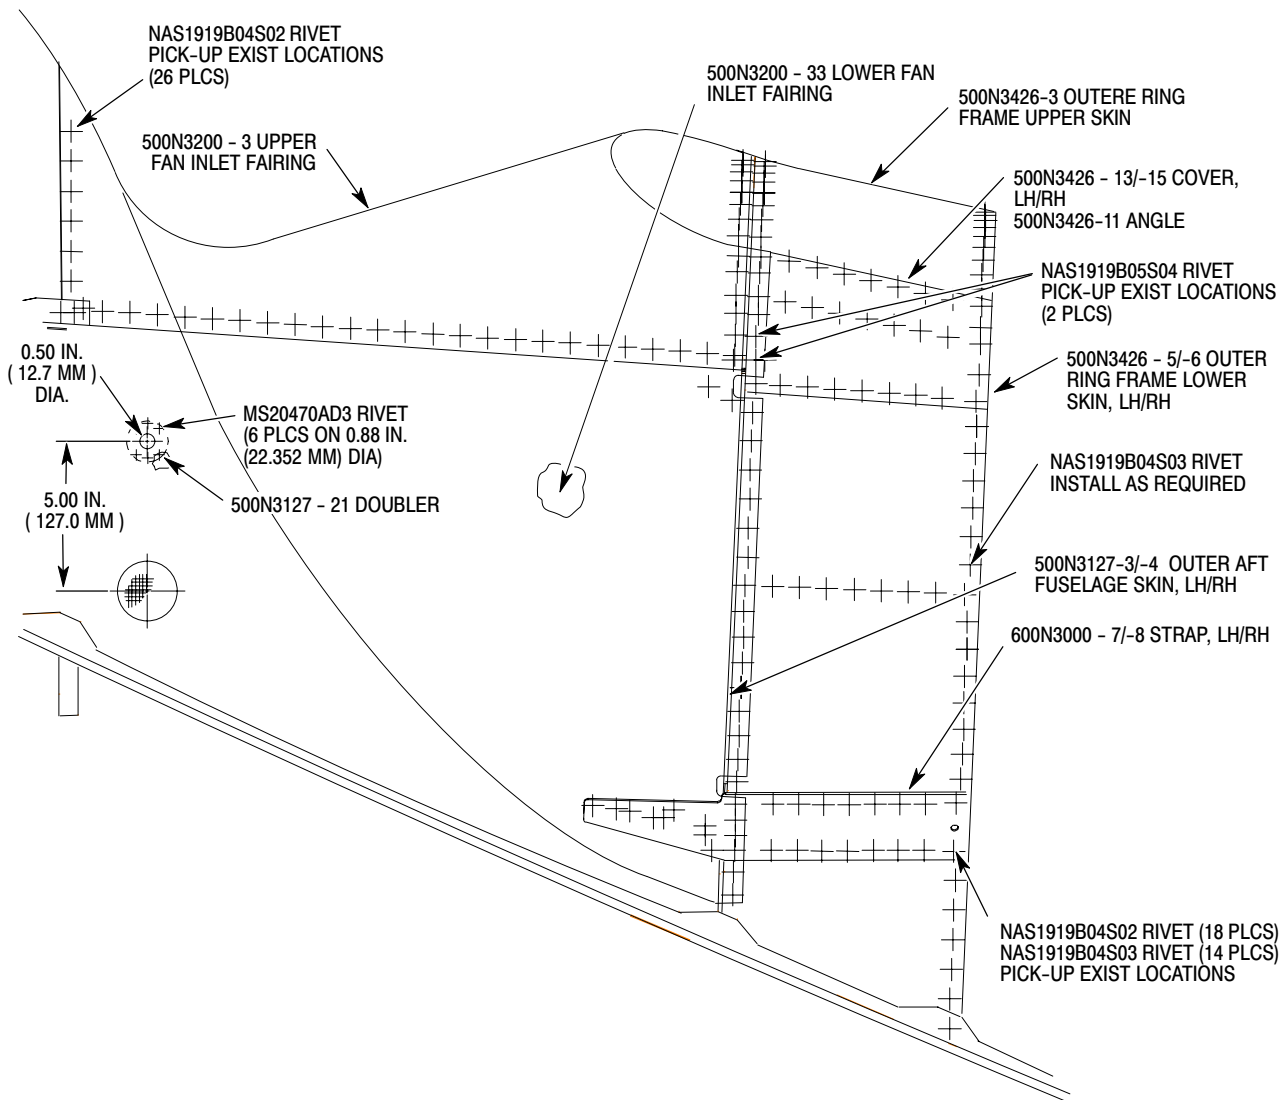 NAS1919B04S02 RIVET
PICK-UP EXIST LOCATIONS
(26 PLCS)
500N3200 - 33 LOWER FAN
INLET FAIRING
500N3426-3 OUTERE RING
FRAME UPPER SKIN
500N3200 - 3 UPPER
FAN INLET FAIRING
500N3426 - 13/-15 COVER,
LH/RH
500N3426-11 ANGLE
NAS1919B05S04 RIVET
PICK-UP EXIST LOCATIONS
(2 PLCS)
0.50 IN.
( 12.7 MM )
DIA.
500N3426 - 5/-6 OUTER
RING FRAME LOWER
SKIN, LH/RH
MS20470AD3 RIVET
(6 PLCS ON 0.88 IN.
(22.352 MM) DIA)
NAS1919B04S03 RIVET
INSTALL AS REQUIRED
5.00 IN.
( 127.0 MM )
500N3127 - 21 DOUBLER
500N3127-3/-4 OUTER AFT
FUSELAGE SKIN, LH/RH
600N3000 - 7/-8 STRAP, LH/RH
NAS1919B04S02 RIVET (18 PLCS)
NAS1919B04S03 RIVET (14 PLCS)
PICK-UP EXIST LOCATIONS